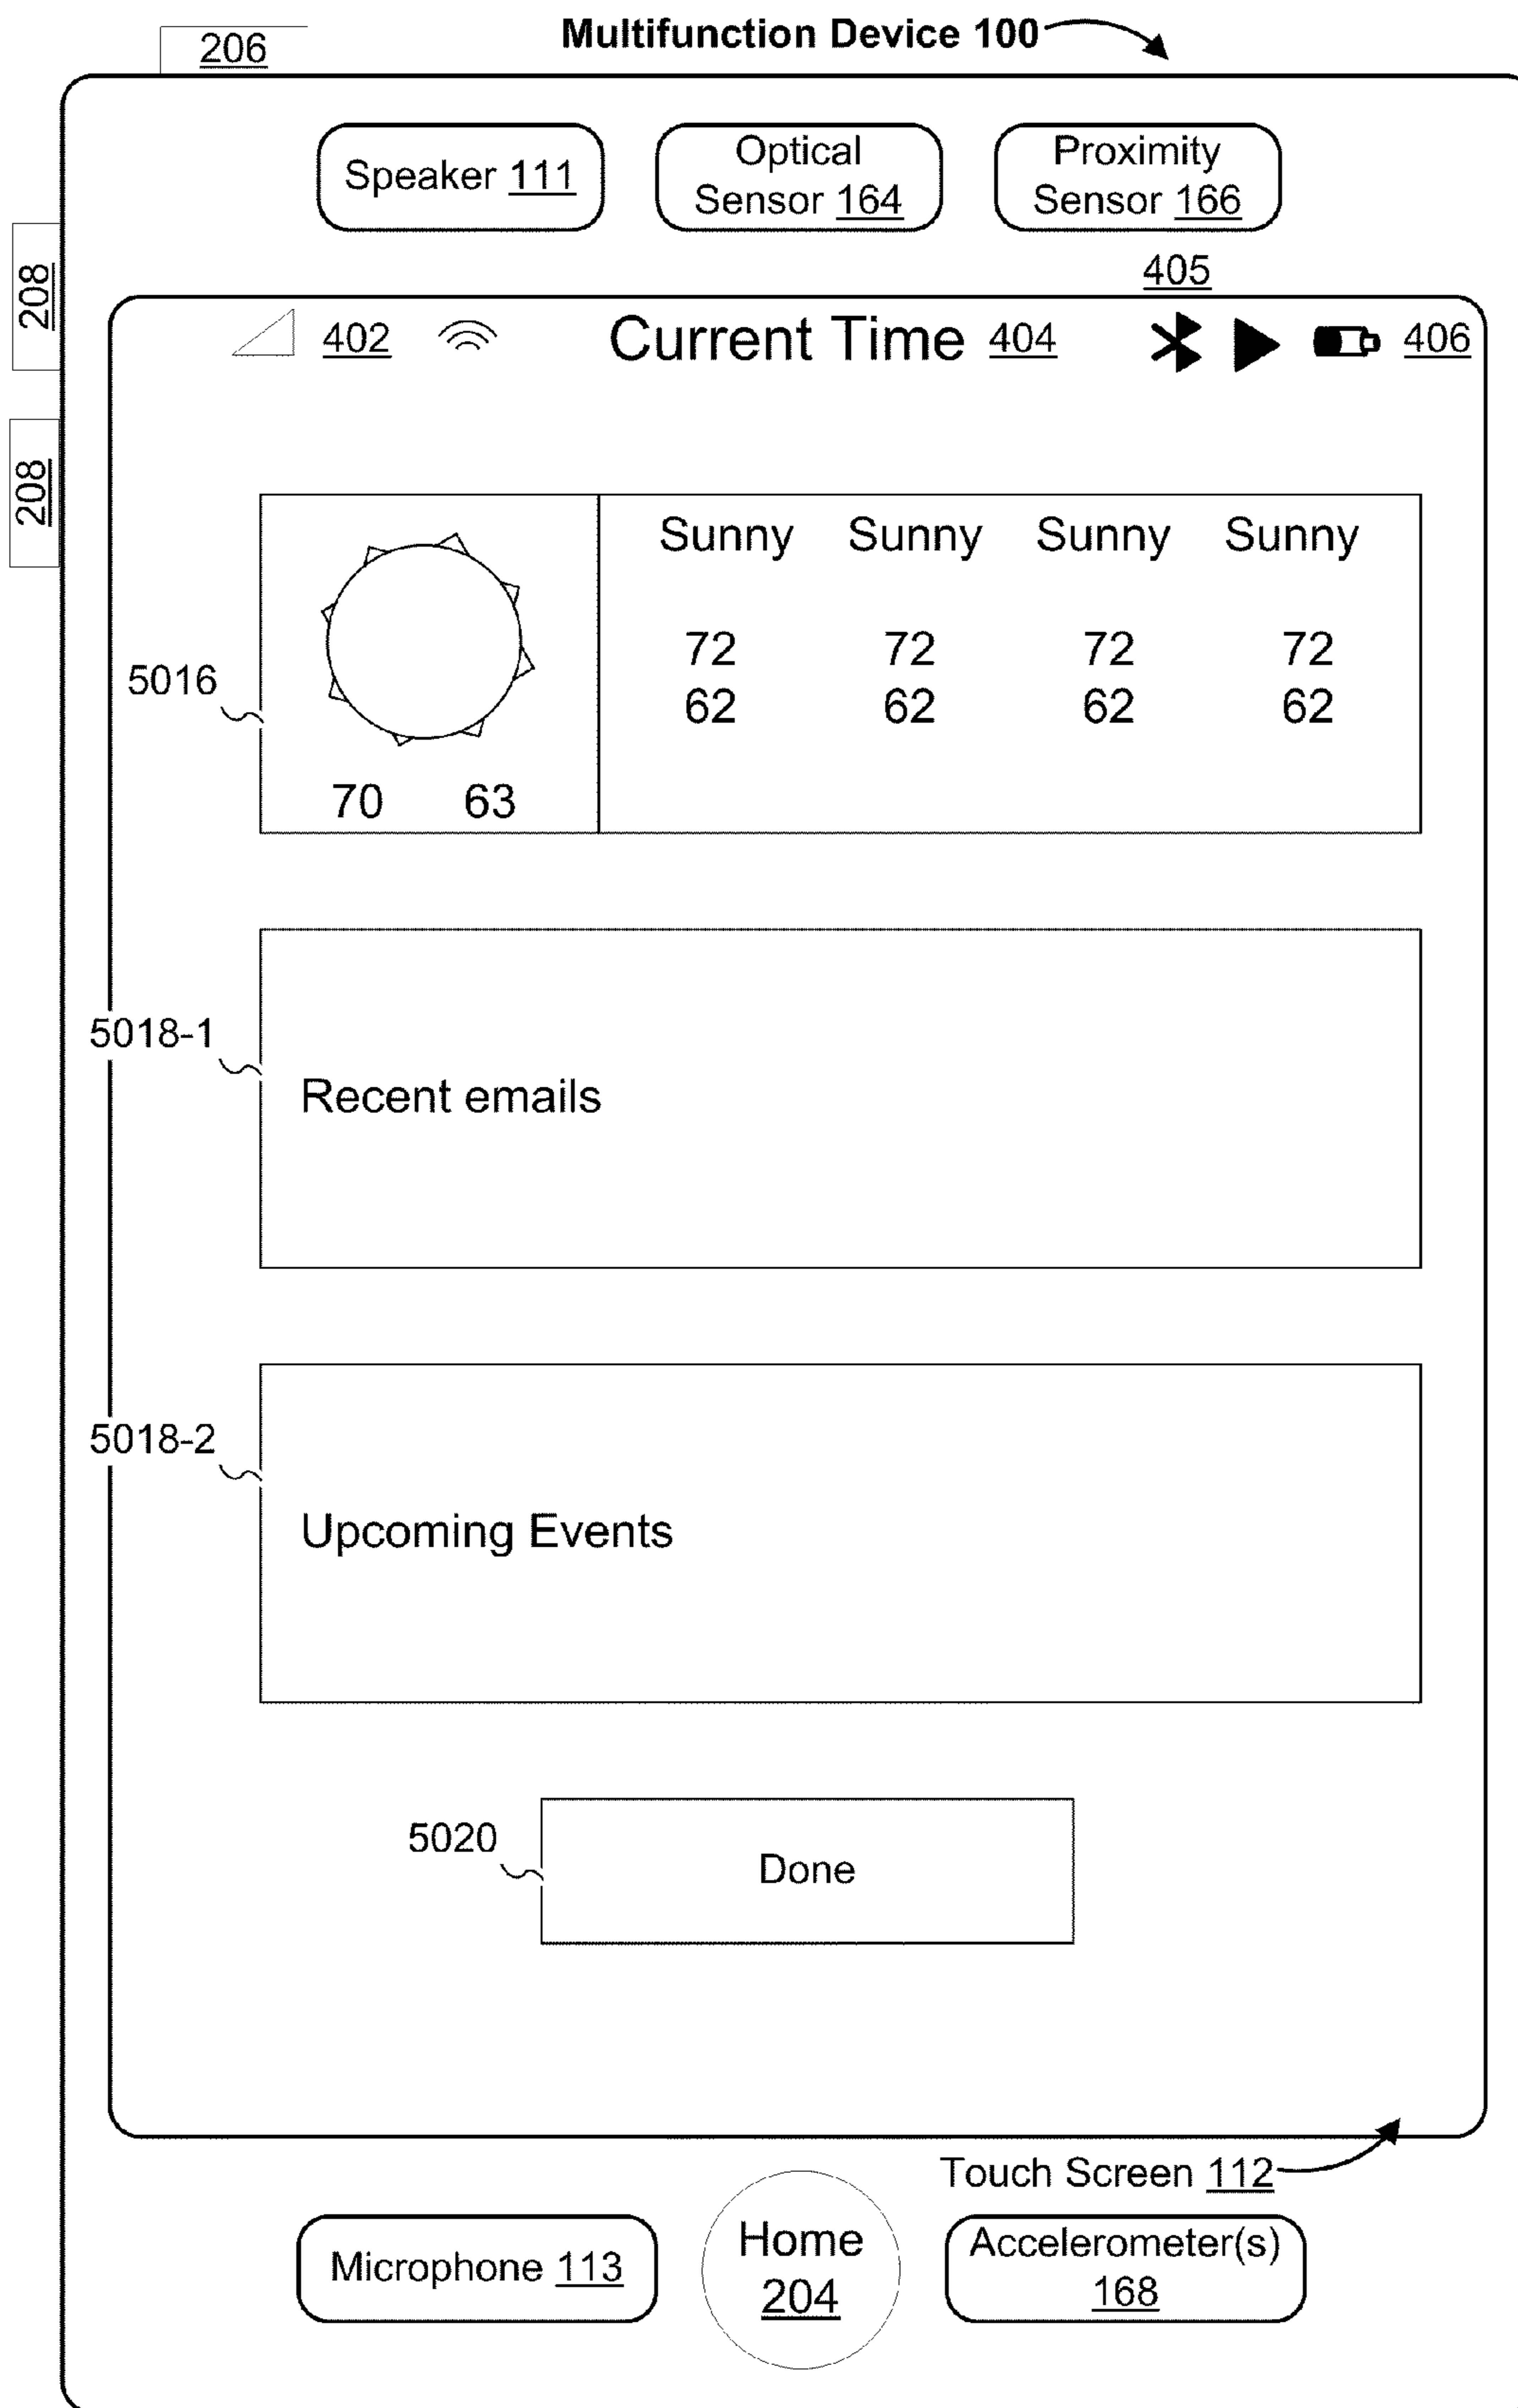 Multifunction Device 100
206
Speaker 111
Optical
Sensor 164
Proximity
Sensor 166
208
405
402
Current Time 404
406
208
Sunny Sunny Sunny Sunny
72 72 72 72
5016
62 62 62 62
70 63
5018-1
Recent emails
5018-2
Upcoming Events
5020
Done
Touch Screen 112
Microphone 113
Home
204
Accelerometer(s)
168